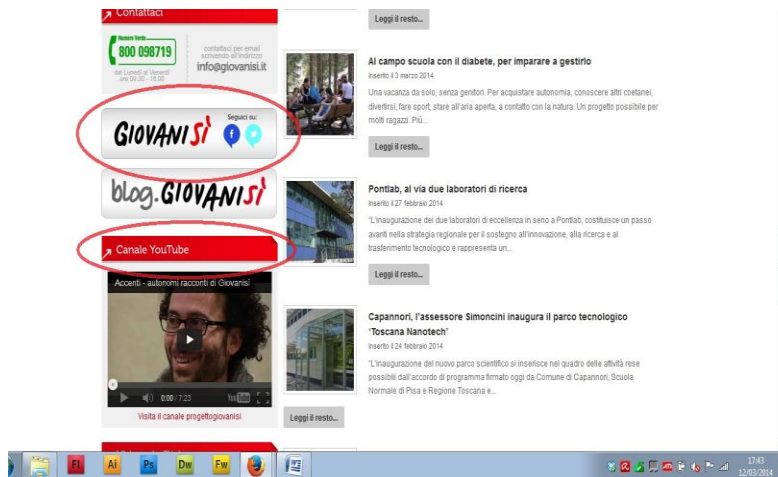 Contattaci
Numero Verde
800 098719
dal Lunedì al Venerdì
ore 09:30 - 16:00
contattaci per email
scrivendo all'indirizzo
info@giovanisi.it
GIOVANISÌ
Seguici su:
blog.GIOVANISÌ
Canale YouTube
Accenti - autonomi racconti di Giovanisì
0:00 / 7:23
YouTube
Visita il canale progettogiovanisi
Leggi il resto...
Al campo scuola con il diabete, per imparare a gestirlo
Inserito il 3 marzo 2014
Una vacanza da solo, senza genitori. Per acquistare autonomia, conoscere altri coetanei,
divertirsi, fare sport, stare all'aria aperta, a contatto con la natura. Un progetto possibile per
molti ragazzi. Più...
Leggi il resto...
Pontlab, al via due laboratori di ricerca
Inserito il 27 febbraio 2014
"L'inaugurazione dei due laboratori di eccellenza in seno a Pontlab, costituisce un passo
avanti nella strategia regionale per il sostegno all'innovazione, alla ricerca e al
trasferimento tecnologico e rappresenta un...
Leggi il resto...
Capannori, l'assessore Simoncini inaugura il parco tecnologico
'Toscana Nanotech'
Inserito il 24 febbraio 2014
"L'inaugurazione del nuovo parco scientifico si inserisce nel quadro delle attività rese
possibili dall'accordo di programma firmato oggi da Comune di Capannori, Scuola
Normale di Pisa e Regione Toscana e...
Leggi il resto...
Fl
Ai
Ps
Dw
Fw
17:43
12/03/2014